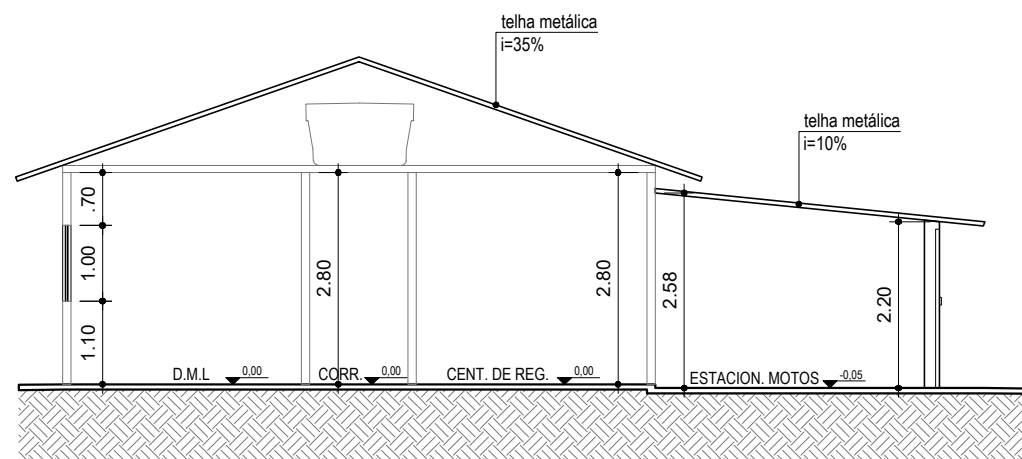 telha metálica
i=35%
telha metálica
i=10%
.70
1.00
1.10
2.80
2.80
2.58
2.20
D.M.L 0,00
CORR. 0,00
CENT. DE REG. 0,00
ESTACION. MOTOS -0,05